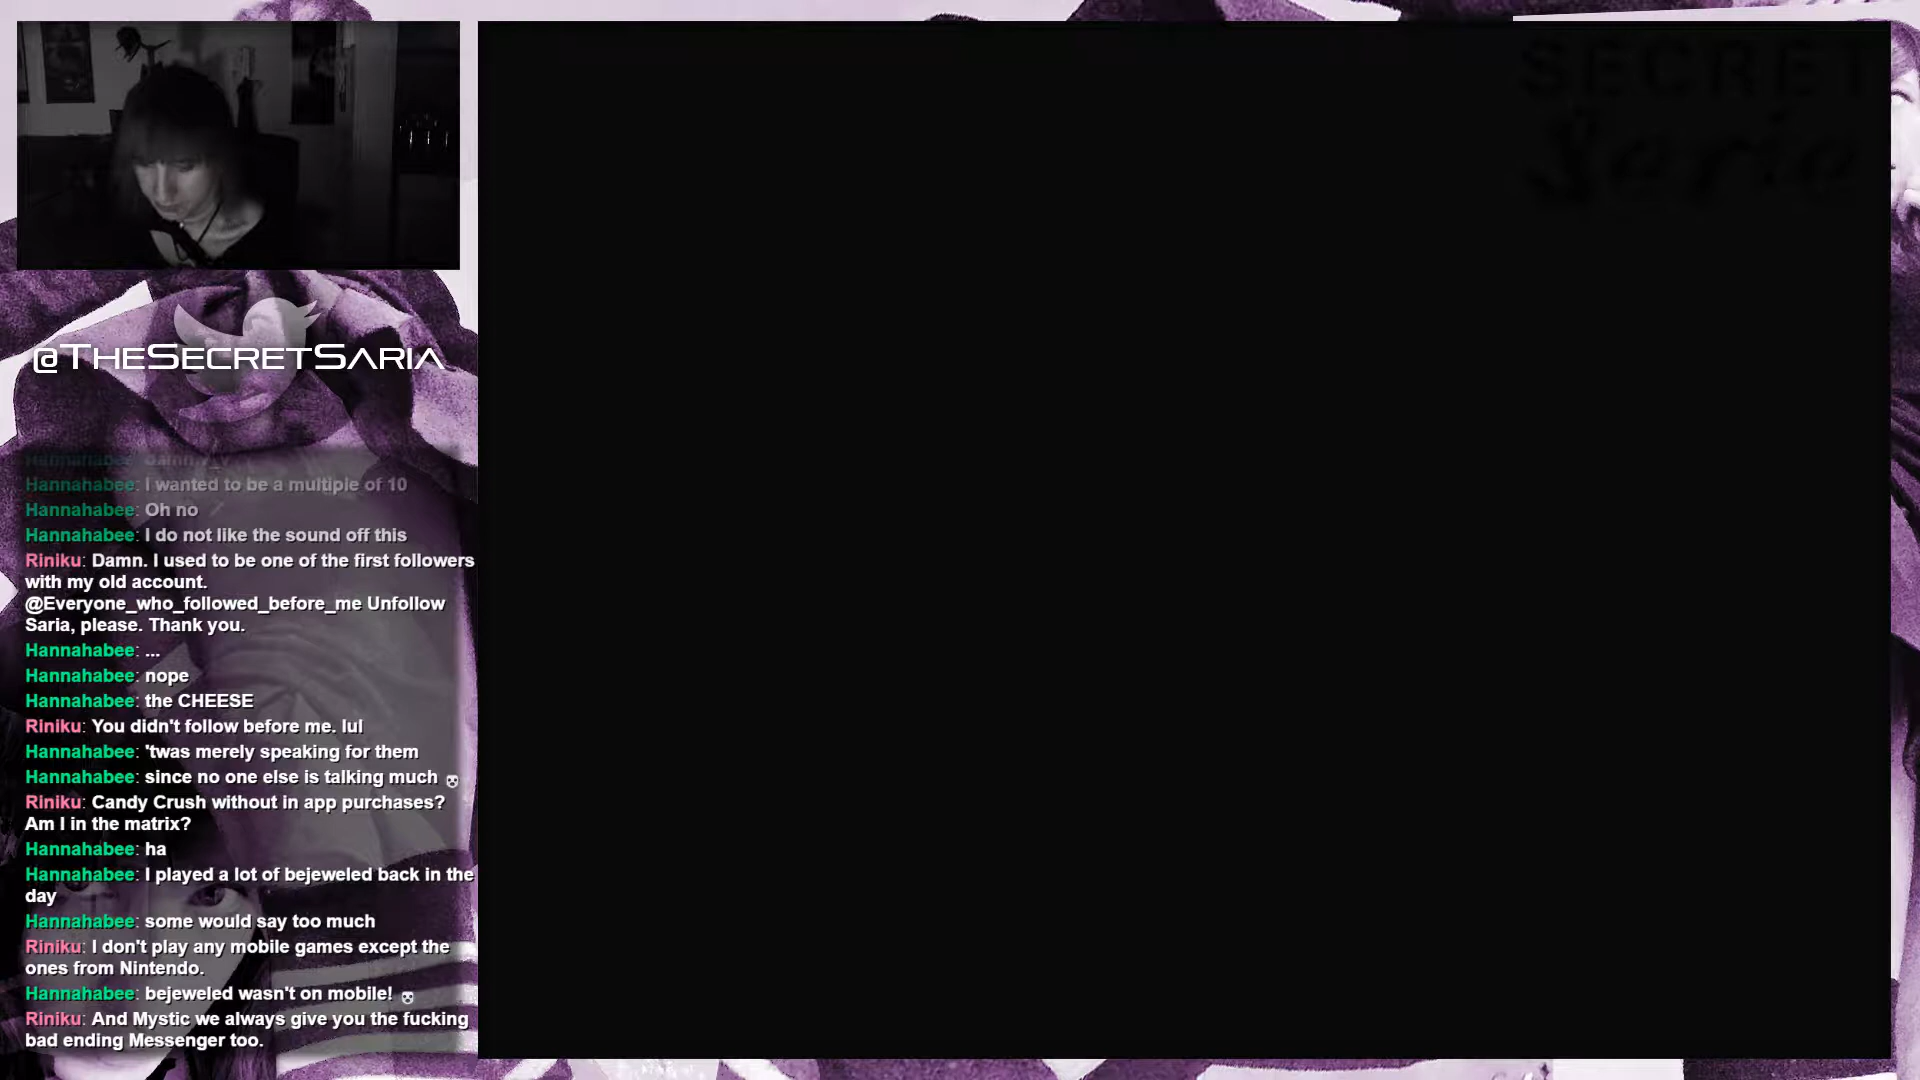 SECRET
Saria
@THESECRETSARIA
Hannahabee: damn v_v
Hannahabee: I wanted to be a multiple of 10
Hannahabee: Oh no
Hannahabee: I do not like the sound off this
Riniku: Damn. I used to be one of the first followers
with my old account.
@Everyone_who_followed_before_me Unfollow
Saria, please. Thank you.
Hannahabee: ...
Hannahabee: nope
Hannahabee: the CHEESE
Riniku: You didn't follow before me. lul
Hannahabee: 'twas merely speaking for them
Hannahabee: since no one else is talking much
Riniku: Candy Crush without in app purchases?
Am I in the matrix?
Hannahabee: ha
Hannahabee: I played a lot of bejeweled back in the
day
Hannahabee: some would say too much
Riniku: I don't play any mobile games except the
ones from Nintendo.
Hannahabee: bejeweled wasn't on mobile!
Riniku: And Mystic we always give you the fucking
bad ending Messenger too.